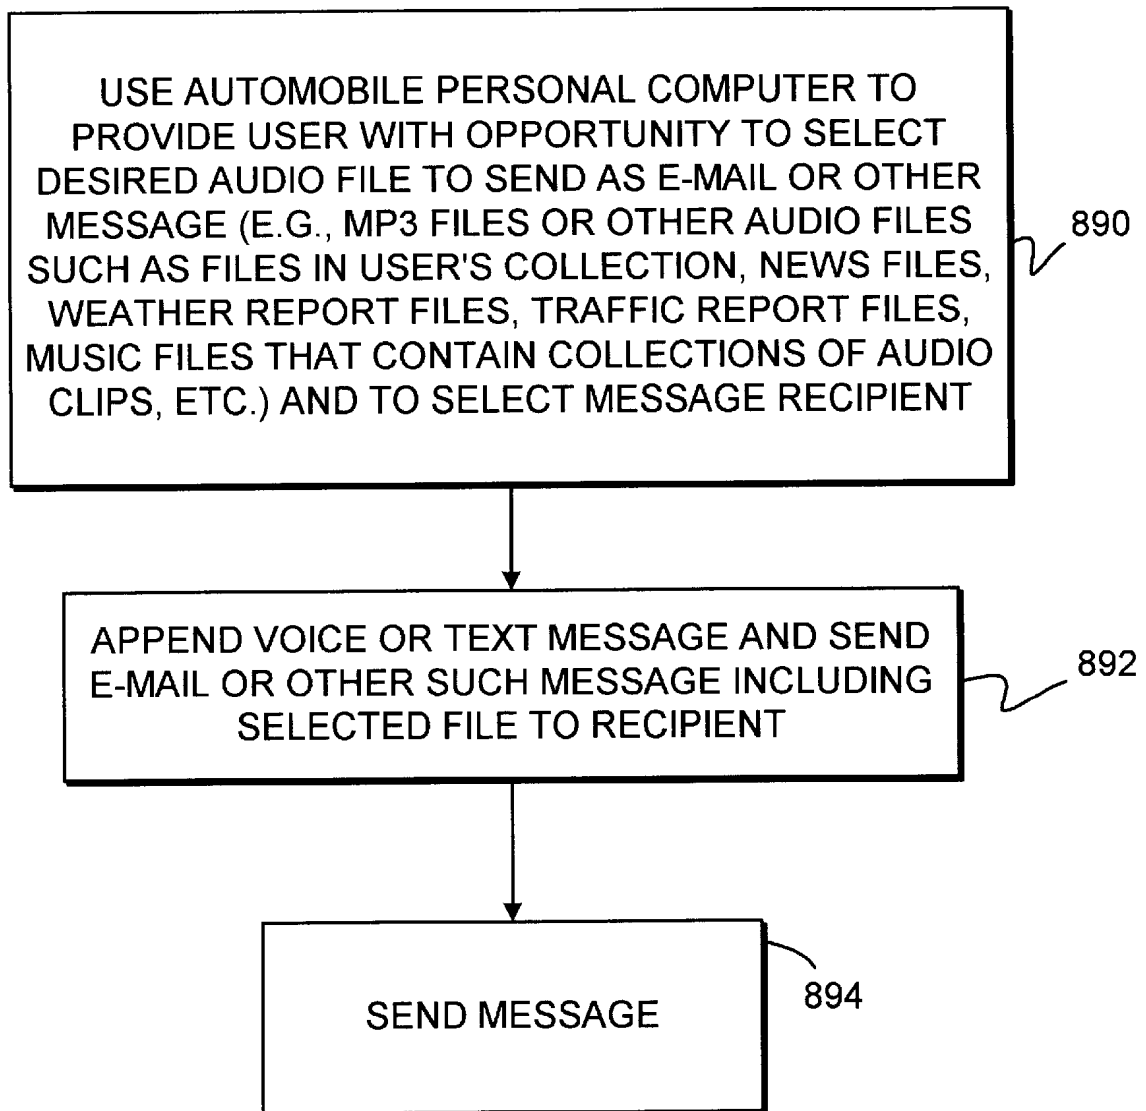 USE AUTOMOBILE PERSONAL COMPUTER TO
PROVIDE USER WITH OPPORTUNITY TO SELECT
DESIRED AUDIO FILE TO SEND AS E-MAIL OR OTHER
MESSAGE (E.G., MP3 FILES OR OTHER AUDIO FILES
SUCH AS FILES IN USER'S COLLECTION, NEWS FILES,
WEATHER REPORT FILES, TRAFFIC REPORT FILES,
MUSIC FILES THAT CONTAIN COLLECTIONS OF AUDIO
CLIPS, ETC.) AND TO SELECT MESSAGE RECIPIENT
890
APPEND VOICE OR TEXT MESSAGE AND SEND
E-MAIL OR OTHER SUCH MESSAGE INCLUDING
SELECTED FILE TO RECIPIENT
892
SEND MESSAGE
894